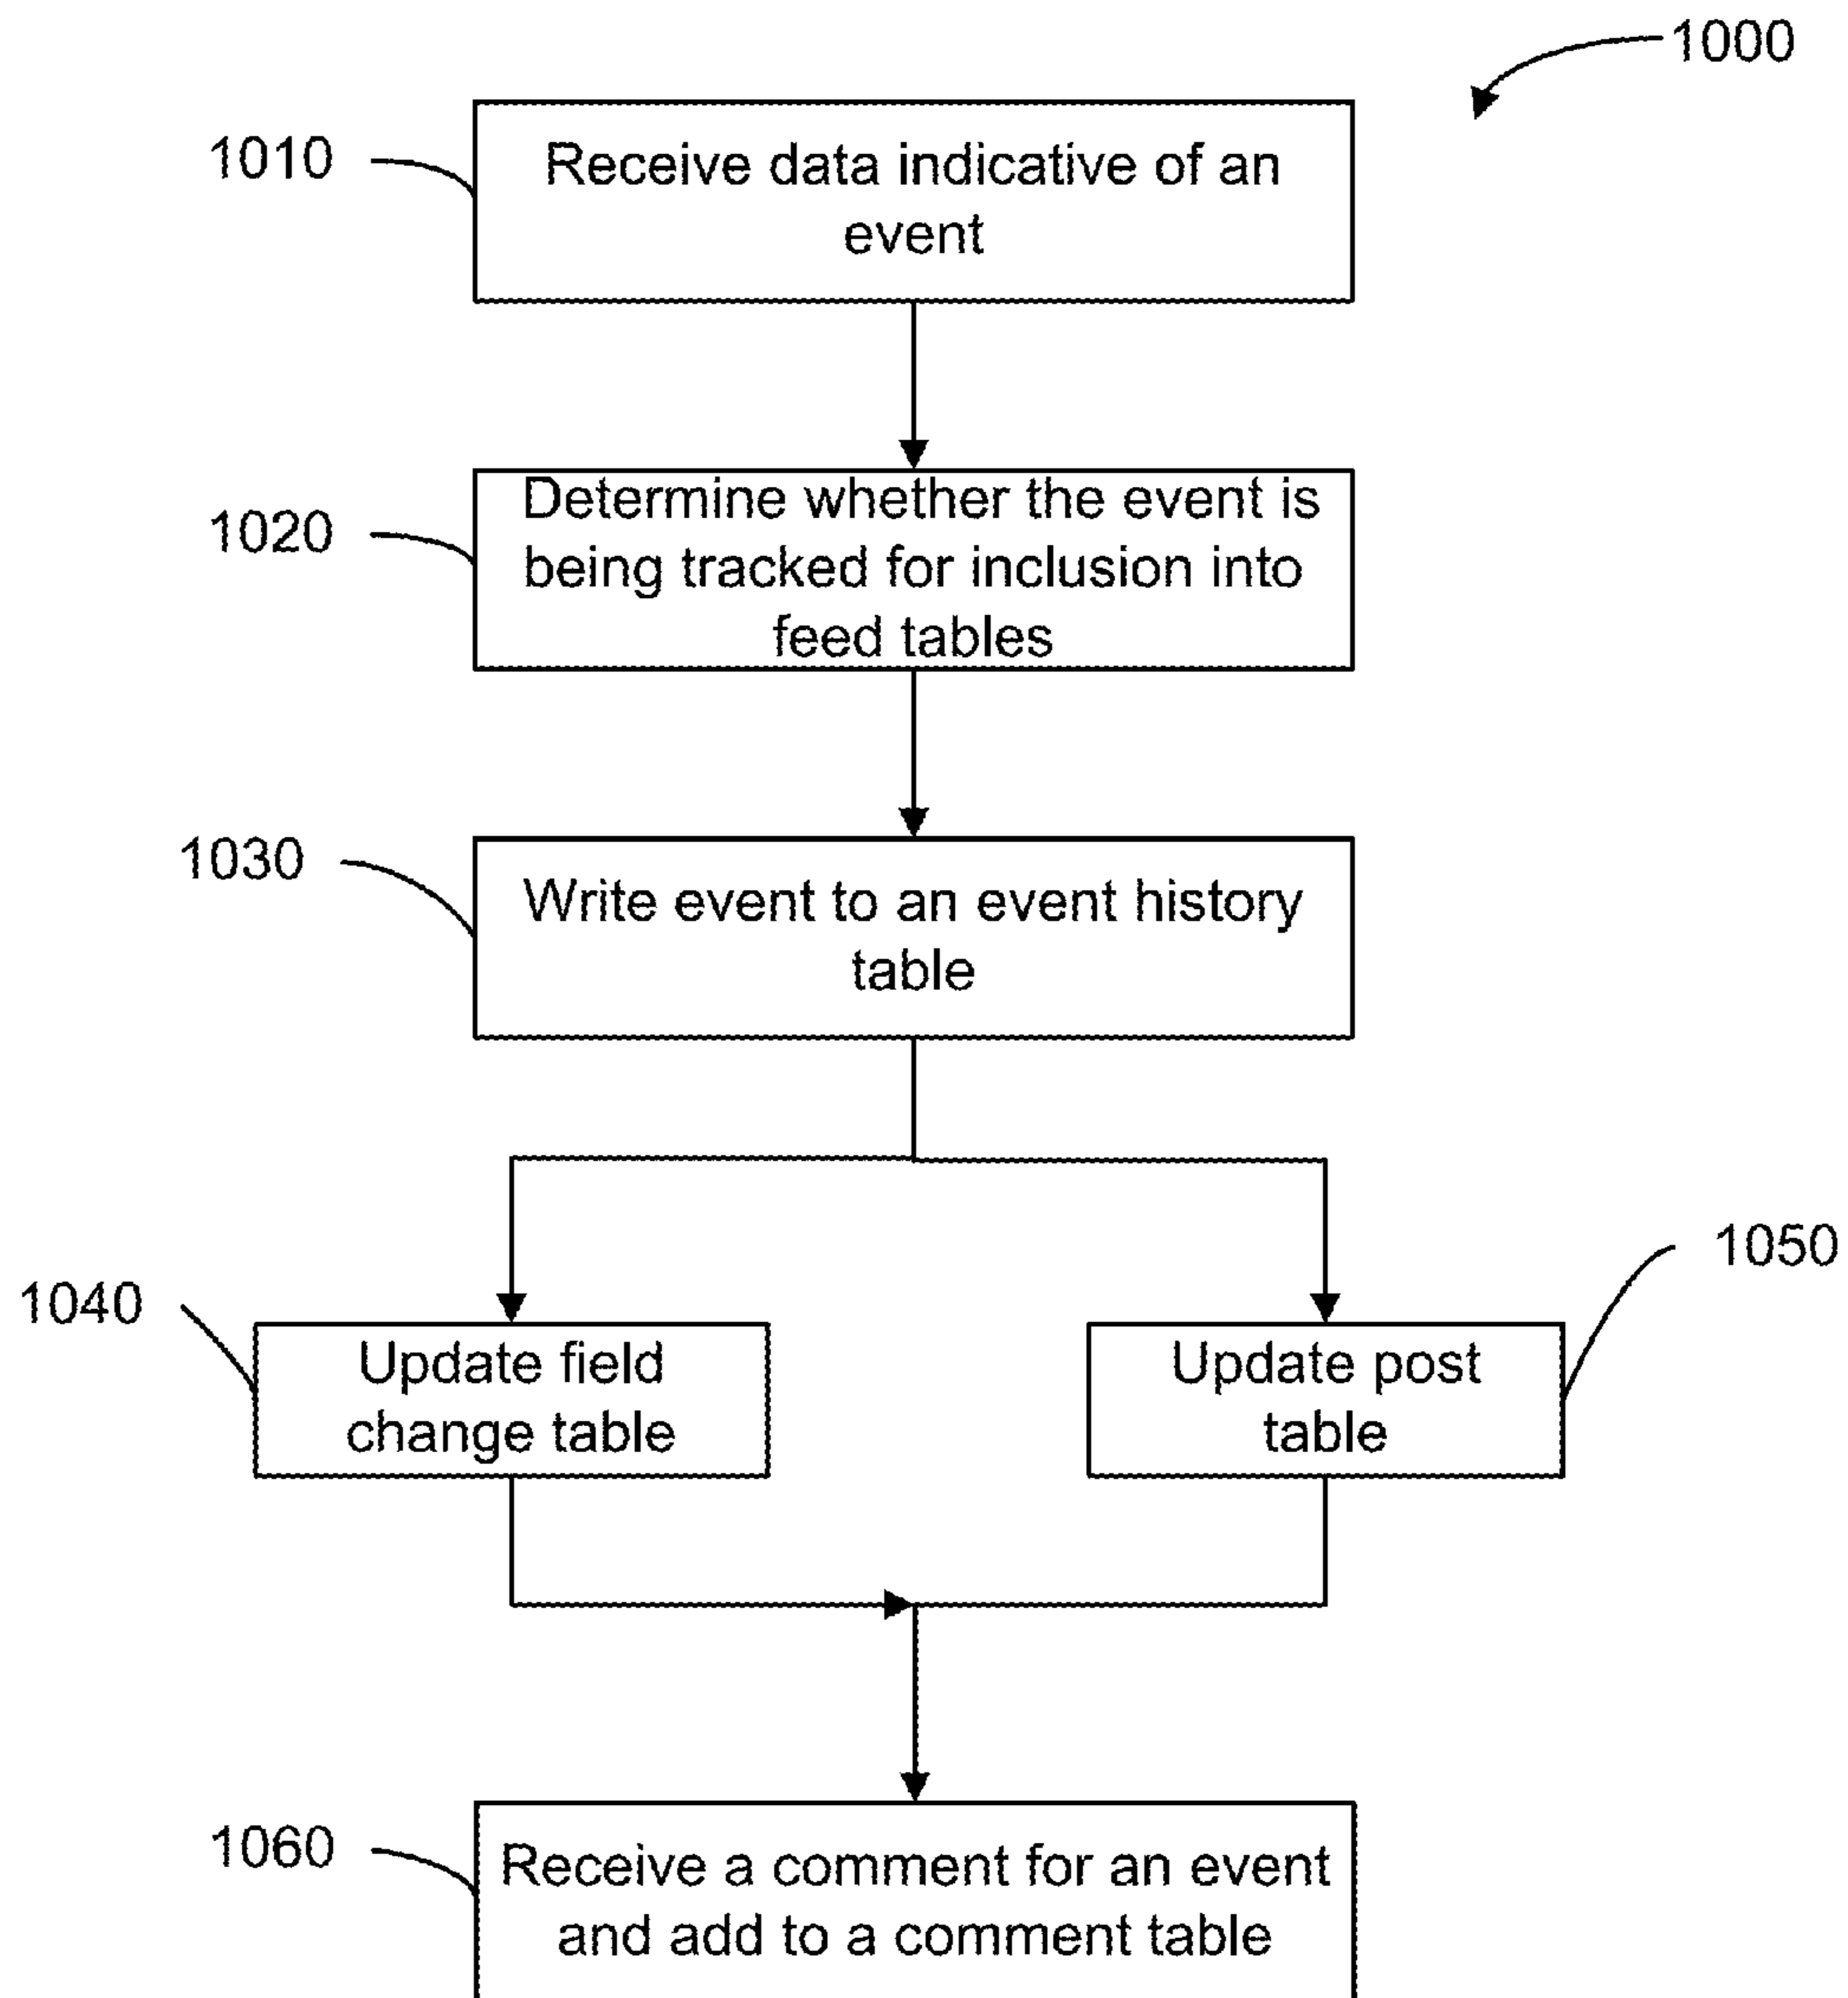 1000
1010
Receive data indicative of an
event
1020
Determine whether the event is
being tracked for inclusion into
feed tables
1030
Write event to an event history
table
1050
1040
Update field
change table
Update post
table
1060
Receive a comment for an event
and add to a comment table